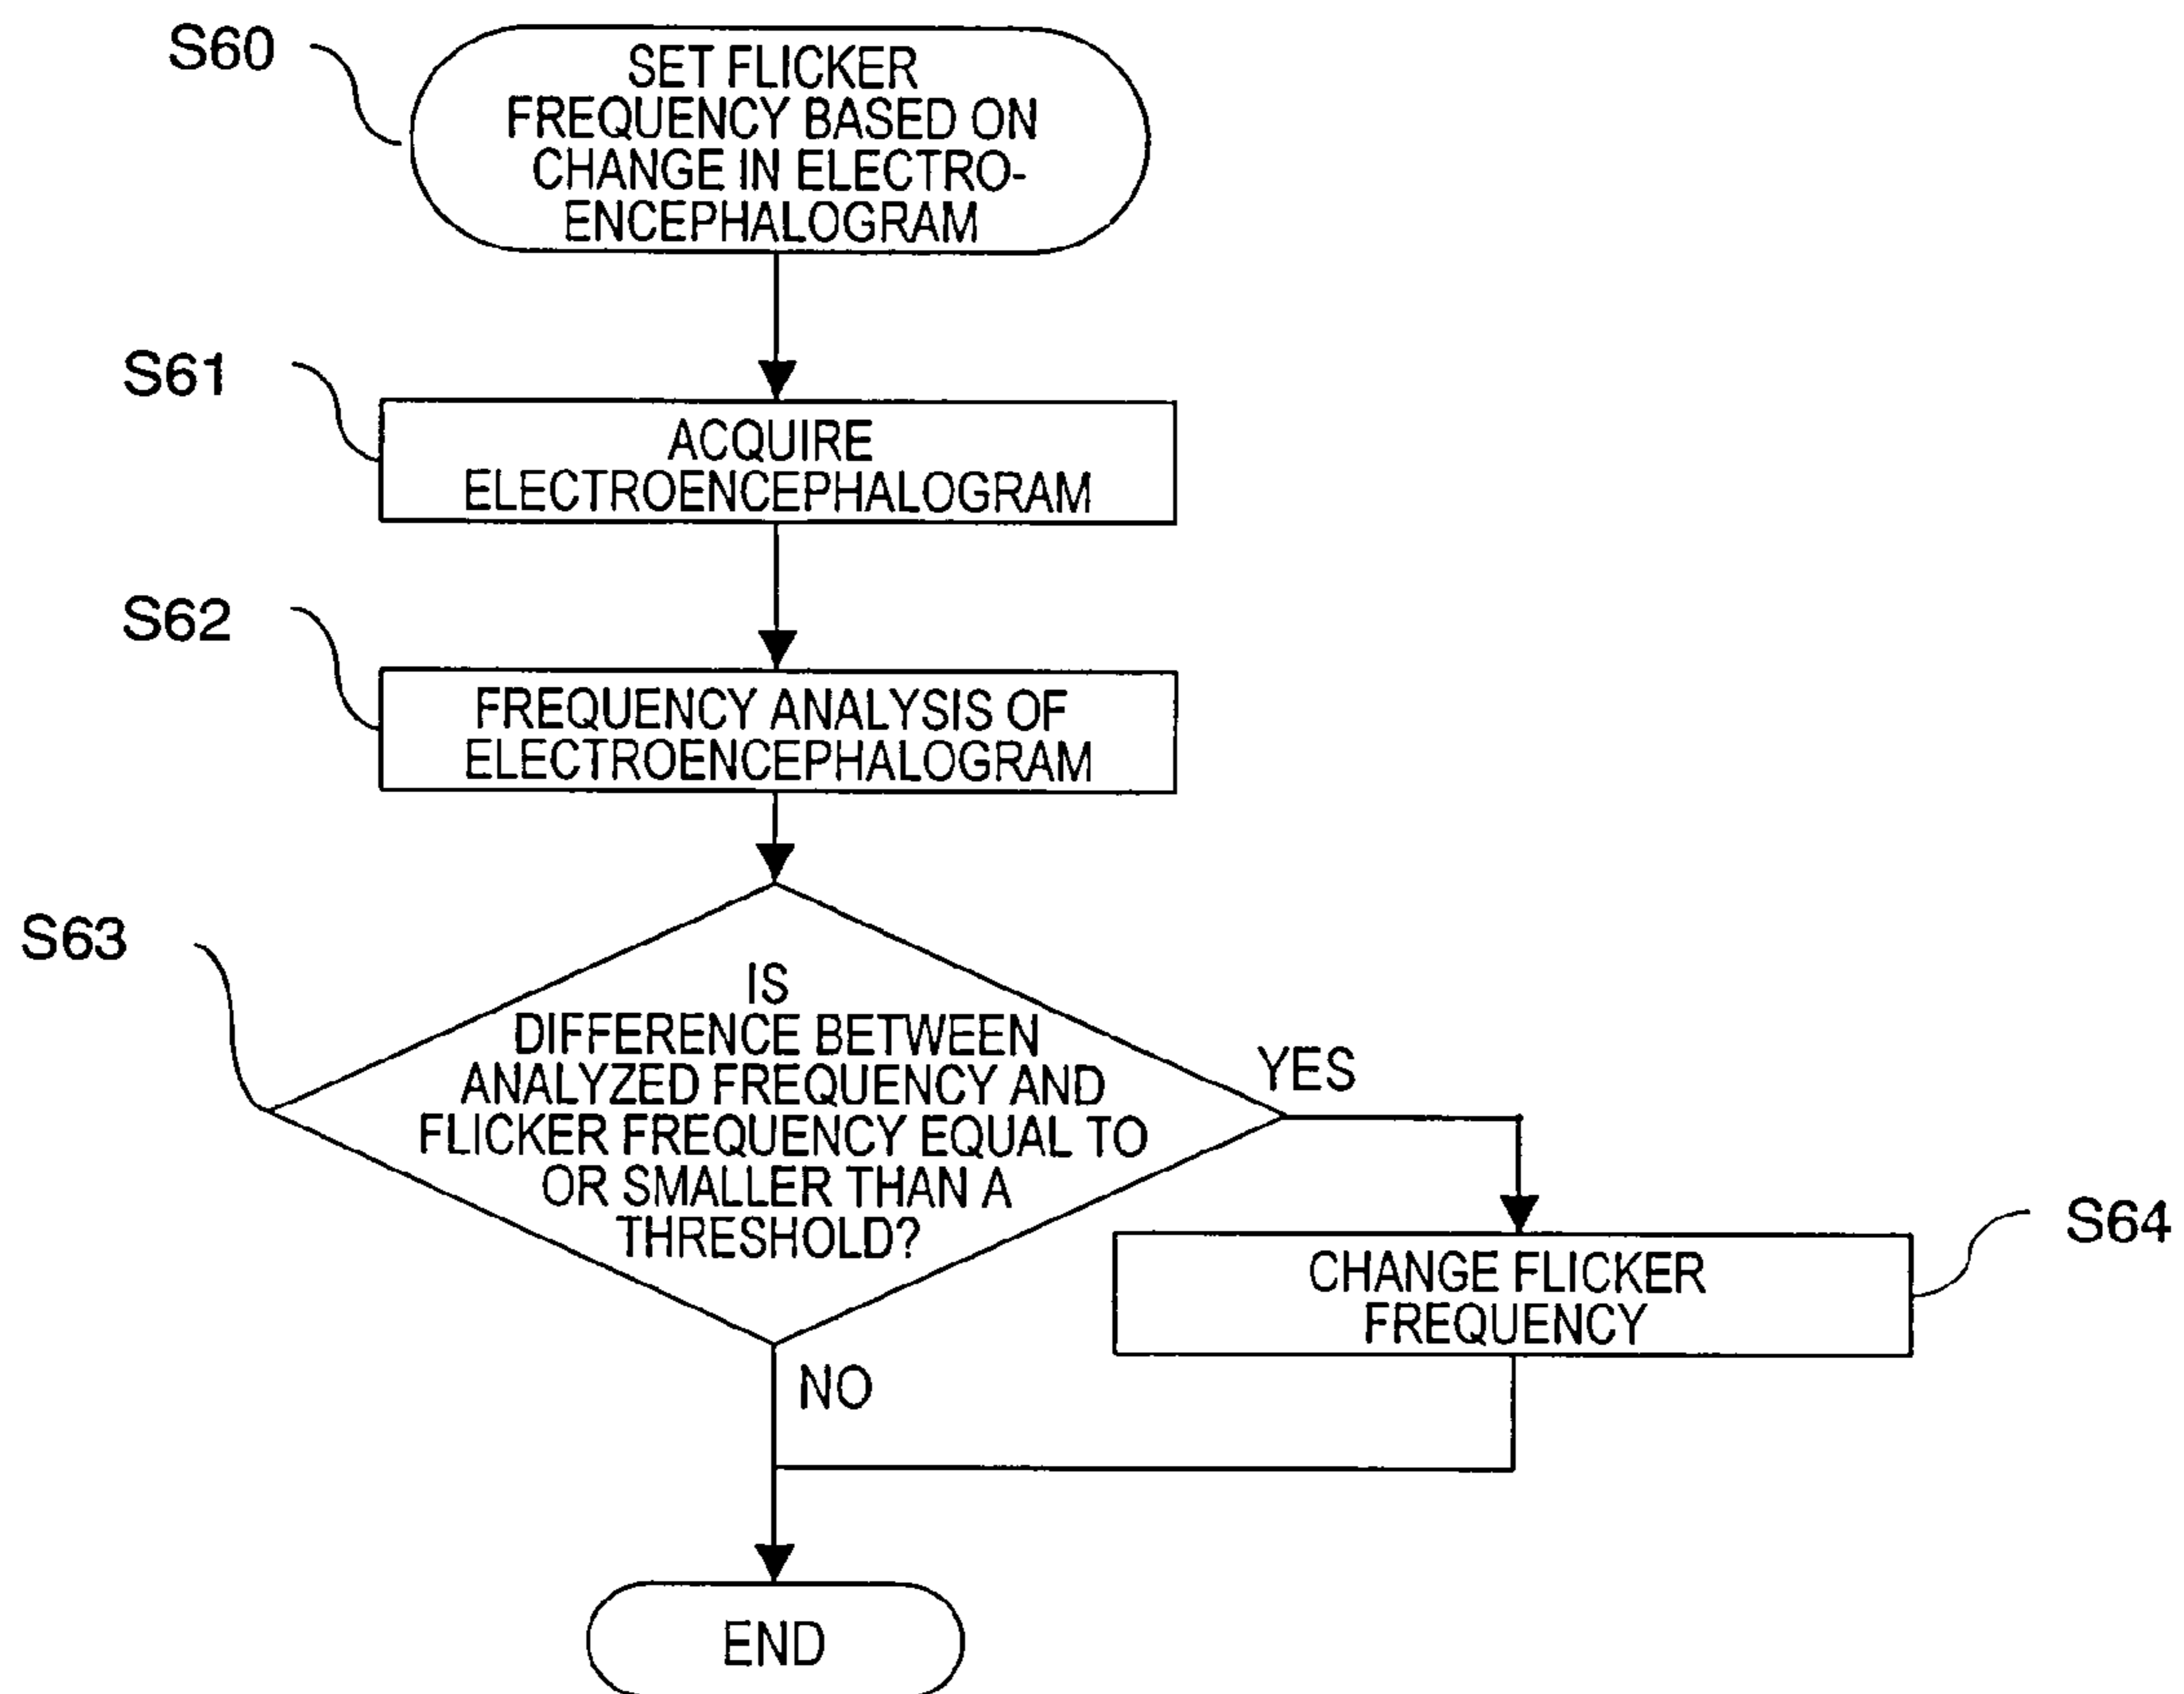 S60
SET FLICKER
FREQUENCY BASED ON
CHANGE IN ELECTRO-
ENCEPHALOGRAM
S61
ACQUIRE
ELECTROENCEPHALOGRAM
S62
FREQUENCY ANALYSIS OF
ELECTROENCEPHALOGRAM
S63
IS
DIFFERENCE BETWEEN
ANALYZED FREQUENCY AND
FLICKER FREQUENCY EQUAL TO
OR SMALLER THAN A
THRESHOLD?
YES
S64
CHANGE FLICKER
FREQUENCY
NO
END